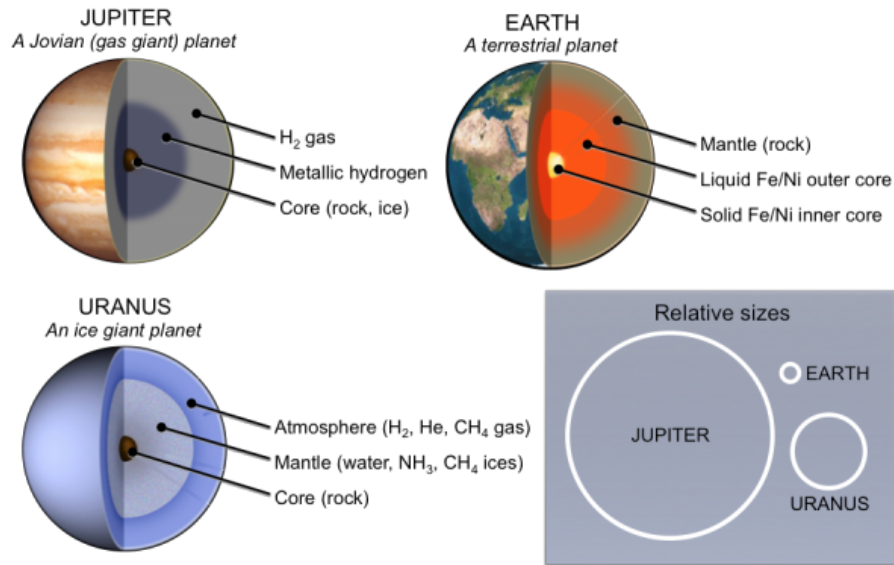 JUPITER
A Jovian (gas giant) planet
H₂ gas
Metallic hydrogen
Core (rock, ice)
EARTH
A terrestrial planet
Mantle (rock)
Liquid Fe/Ni outer core
Solid Fe/Ni inner core
URANUS
An ice giant planet
Atmosphere (H₂, He, CH₄ gas)
Mantle (water, NH₃, CH₄ ices)
Core (rock)
Relative sizes
JUPITER
EARTH
URANUS